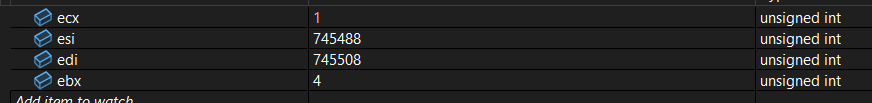 ecx 1 unsigned int
esi 745488 unsigned int
edi 745508 unsigned int
ebx 4 unsigned int
Add item to watch